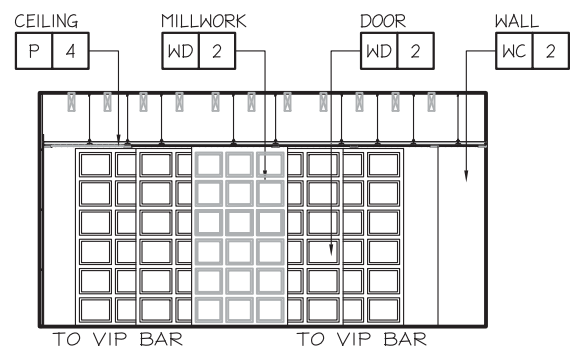 CEILING MILLWORK DOOR WALL
P 4 WD 2 WD 2 WC 2
TO VIP BAR TO VIP BAR